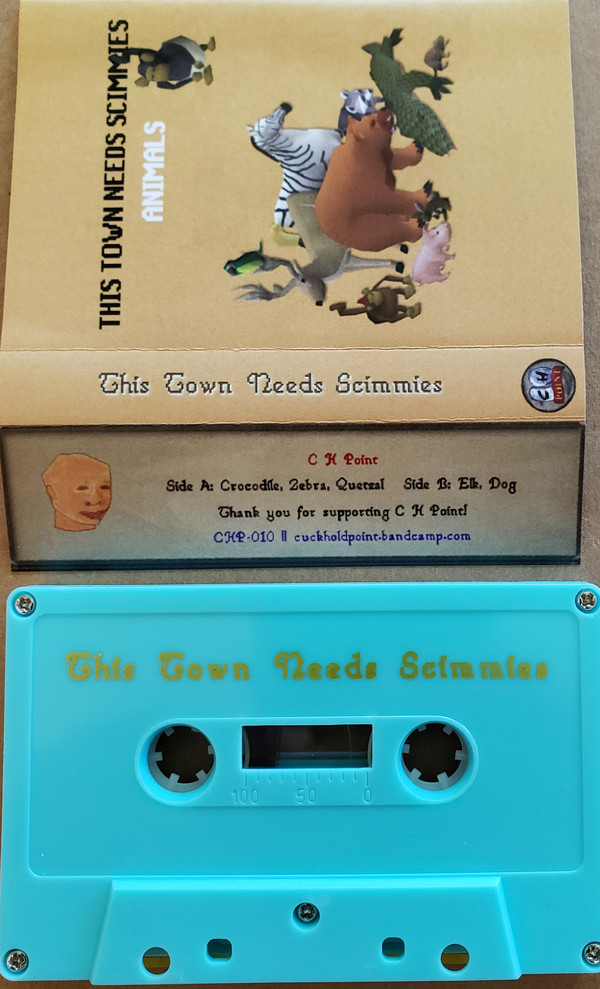 THIS TOWN NEEDS SCIMMIES
ANIMALS
This Town Needs Scimmies
C H
POINT
C H Point
Side A: Crocodile, Zebra, Quetzal Side B: Elk, Dog
Thank you for supporting C H Point!
CHP-010 || cuckholdpoint.bandcamp.com
This Town Needs Scimmies
100 50 0